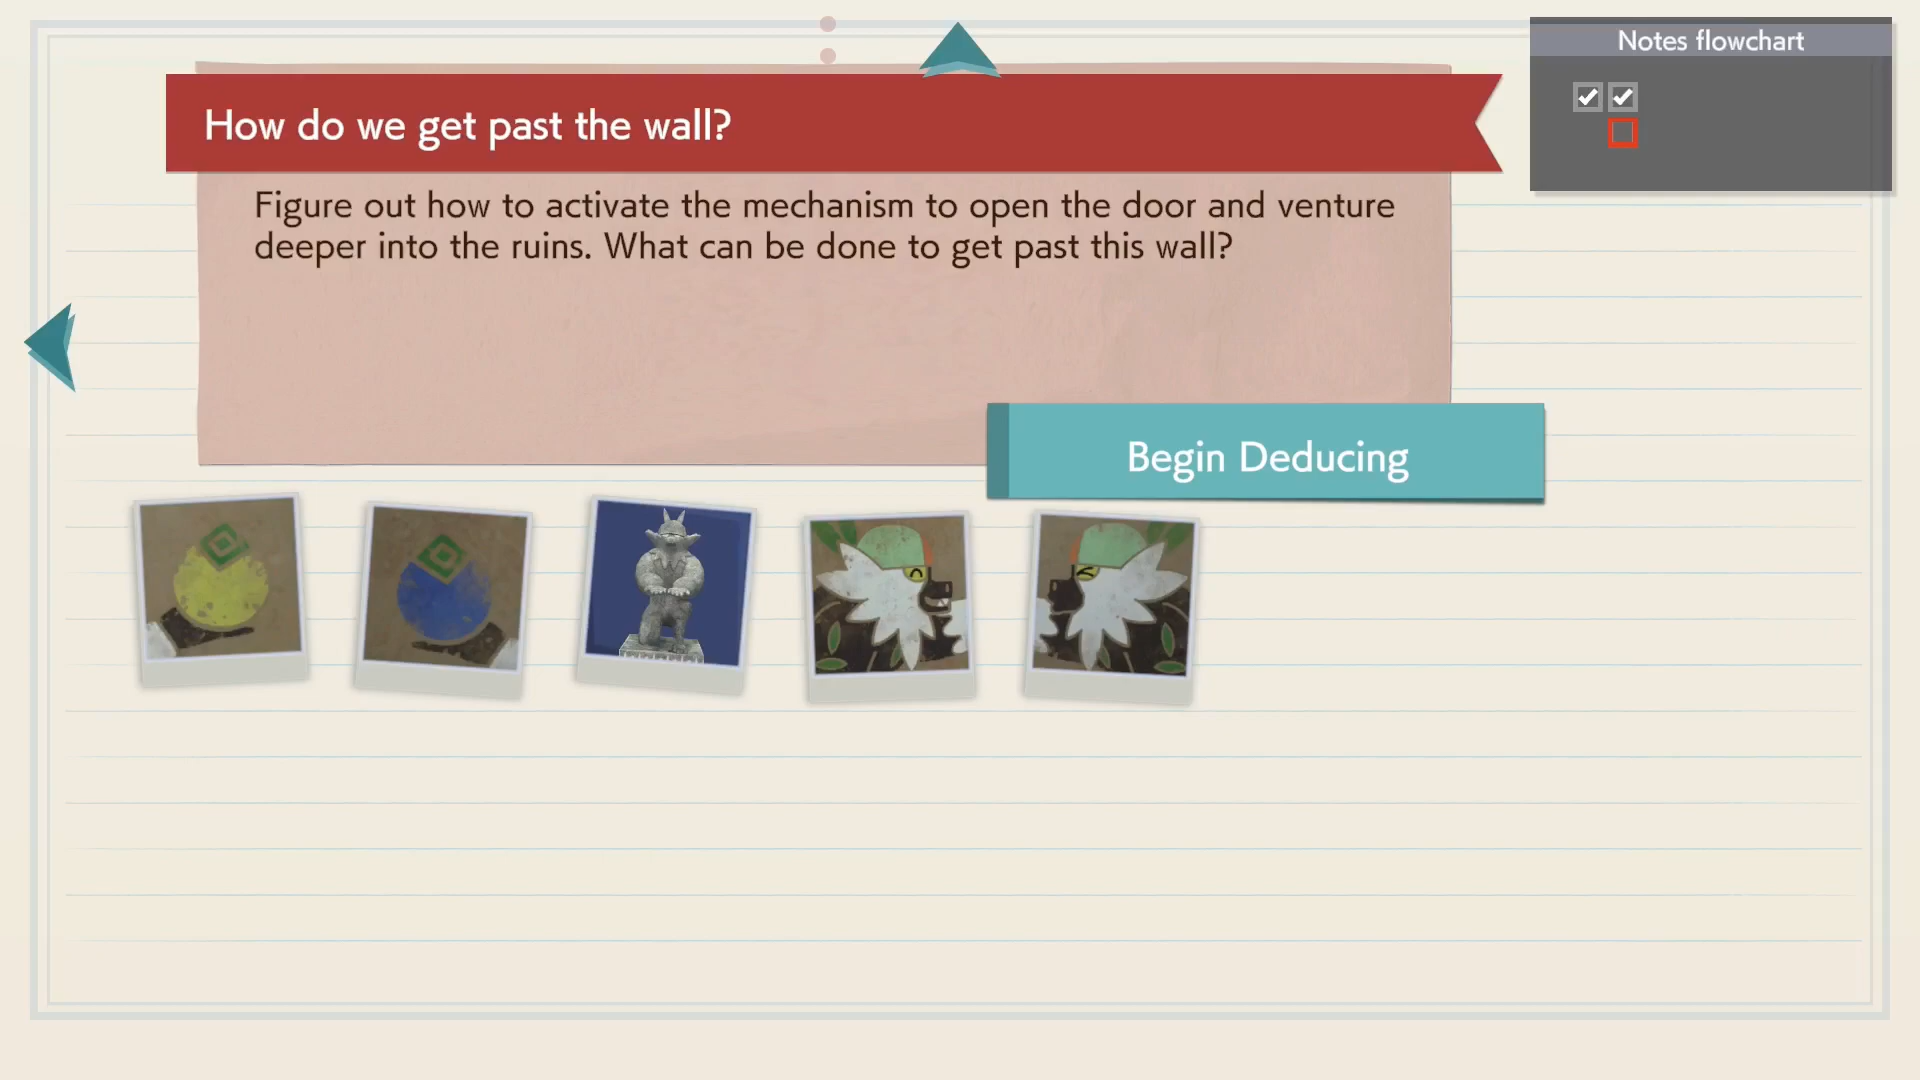 Notes flowchart
How do we get past the wall?
Figure out how to activate the mechanism to open the door and venture
deeper into the ruins. What can be done to get past this wall?
Begin Deducing